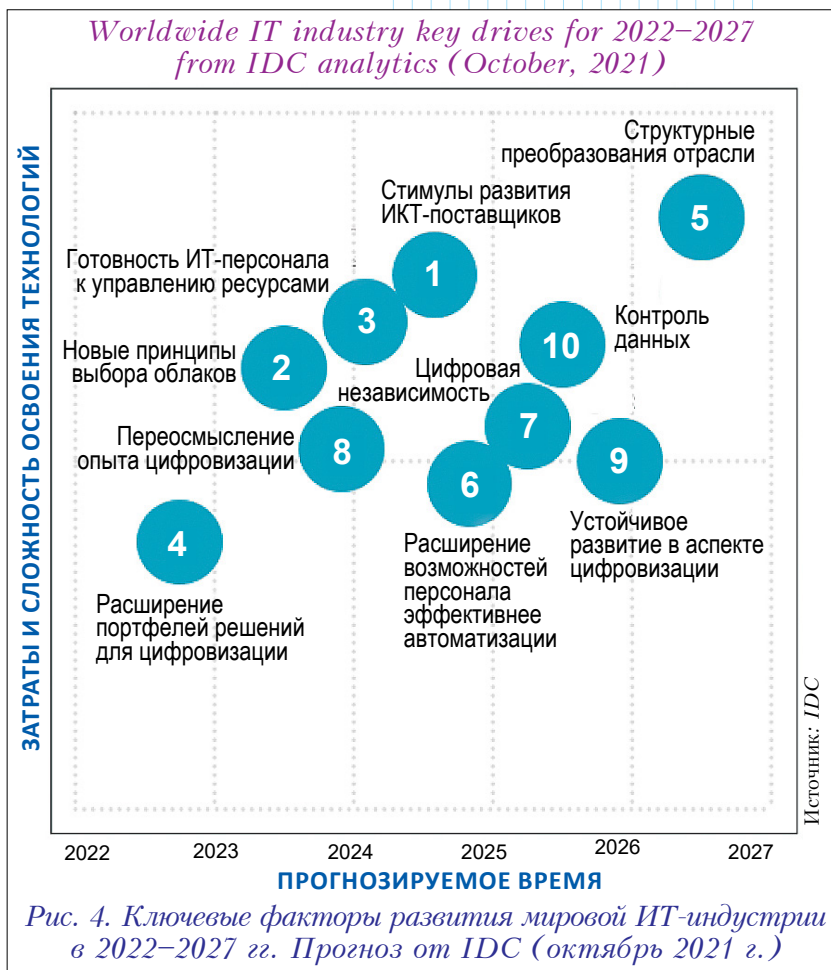 Worldwide IT industry key drives for 2022–2027
from IDC analytics (October, 2021)
ЗАТРАТЫ И СЛОЖНОСТЬ ОСВОЕНИЯ ТЕХНОЛОГИЙ
Структурные
преобразования отрасли
5
Стимулы развития
ИКТ-поставщиков
1
Готовность ИТ-персонала
к управлению ресурсами
3
Новые принципы
выбора облаков
2
Контроль
данных
10
Цифровая
независимость
7
Переосмысление
опыта цифровизации
8
6
Расширение
возможностей
персонала
эффективнее
автоматизации
9
Устойчивое
развитие в аспекте
цифровизации
4
Расширение
портфелей решений
для цифровизации
Источник: IDC
2022
2023
2024
2025
2026
2027
ПРОГНОЗИРУЕМОЕ ВРЕМЯ
Рис. 4. Ключевые факторы развития мировой ИТ-индустрии
в 2022–2027 гг. Прогноз от IDC (октябрь 2021 г.)